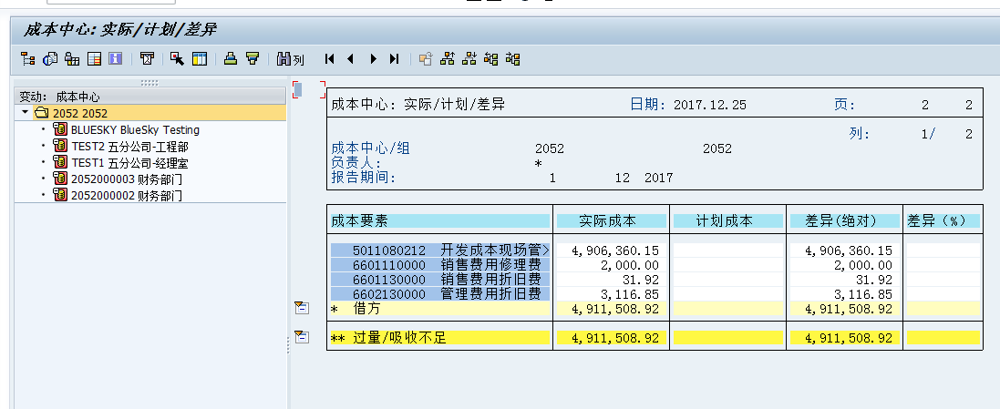 成本中心:实际/计划/差异
列
变动: 成本中心
2052 2052
BLUESKY BlueSky Testing
TEST2 五分公司-工程部
TEST1 五分公司-经理室
2052000003 财务部门
2052000002 财务部门
成本中心: 实际/计划/差异 日期: 2017.12.25 页: 2 2
列: 1/ 2
成本中心/组 2052 2052
负责人: *
报告期间: 1 12 2017
成本要素 实际成本 计划成本 差异(绝对) 差异 (%)
5011080212 开发成本现场管> 4,906,360.15 4,906,360.15
6601110000 销售费用修理费 2,000.00 2,000.00
6601130000 销售费用折旧费 31.92 31.92
6602130000 管理费用折旧费 3,116.85 3,116.85
* 借方 4,911,508.92 4,911,508.92
** 过量/吸收不足 4,911,508.92 4,911,508.92